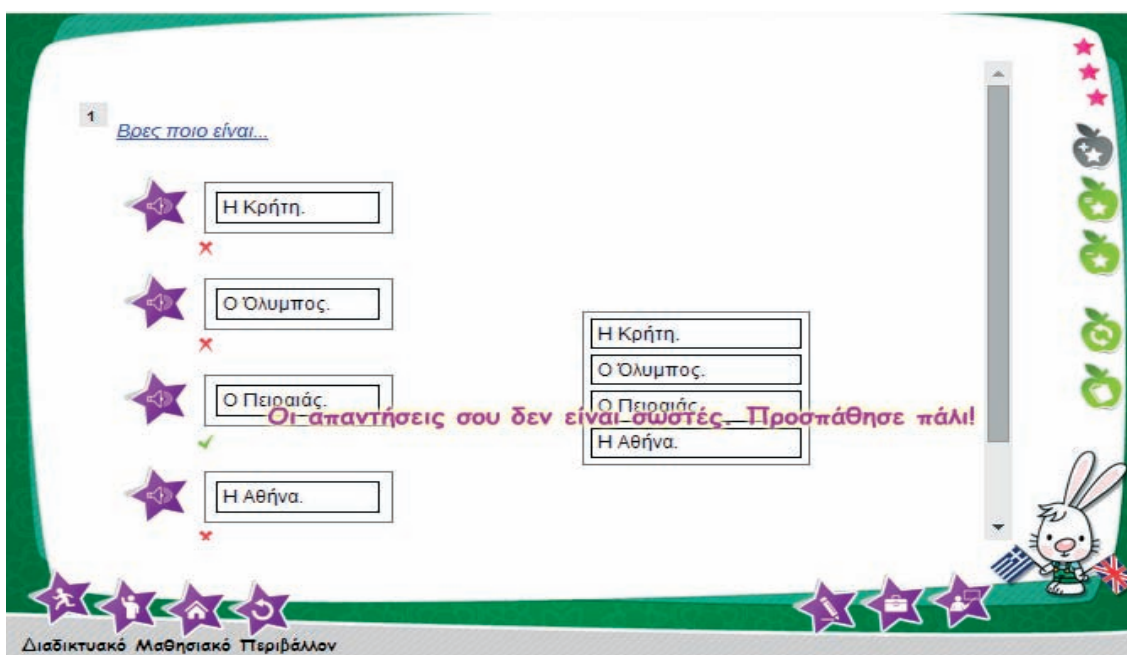 1
Βρες ποιο είναι...
Η Κρήτη.
Ο Όλυμπος.
Ο Πειραιάς.
Η Αθήνα.
Η Κρήτη.
Ο Όλυμπος.
Ο Πειραιάς.
Η Αθήνα.
Οι απαντήσεις σου δεν είναι σωστές. Προσπάθησε πάλι!
Διαδικτυακό Μαθησιακό Περιβάλλον